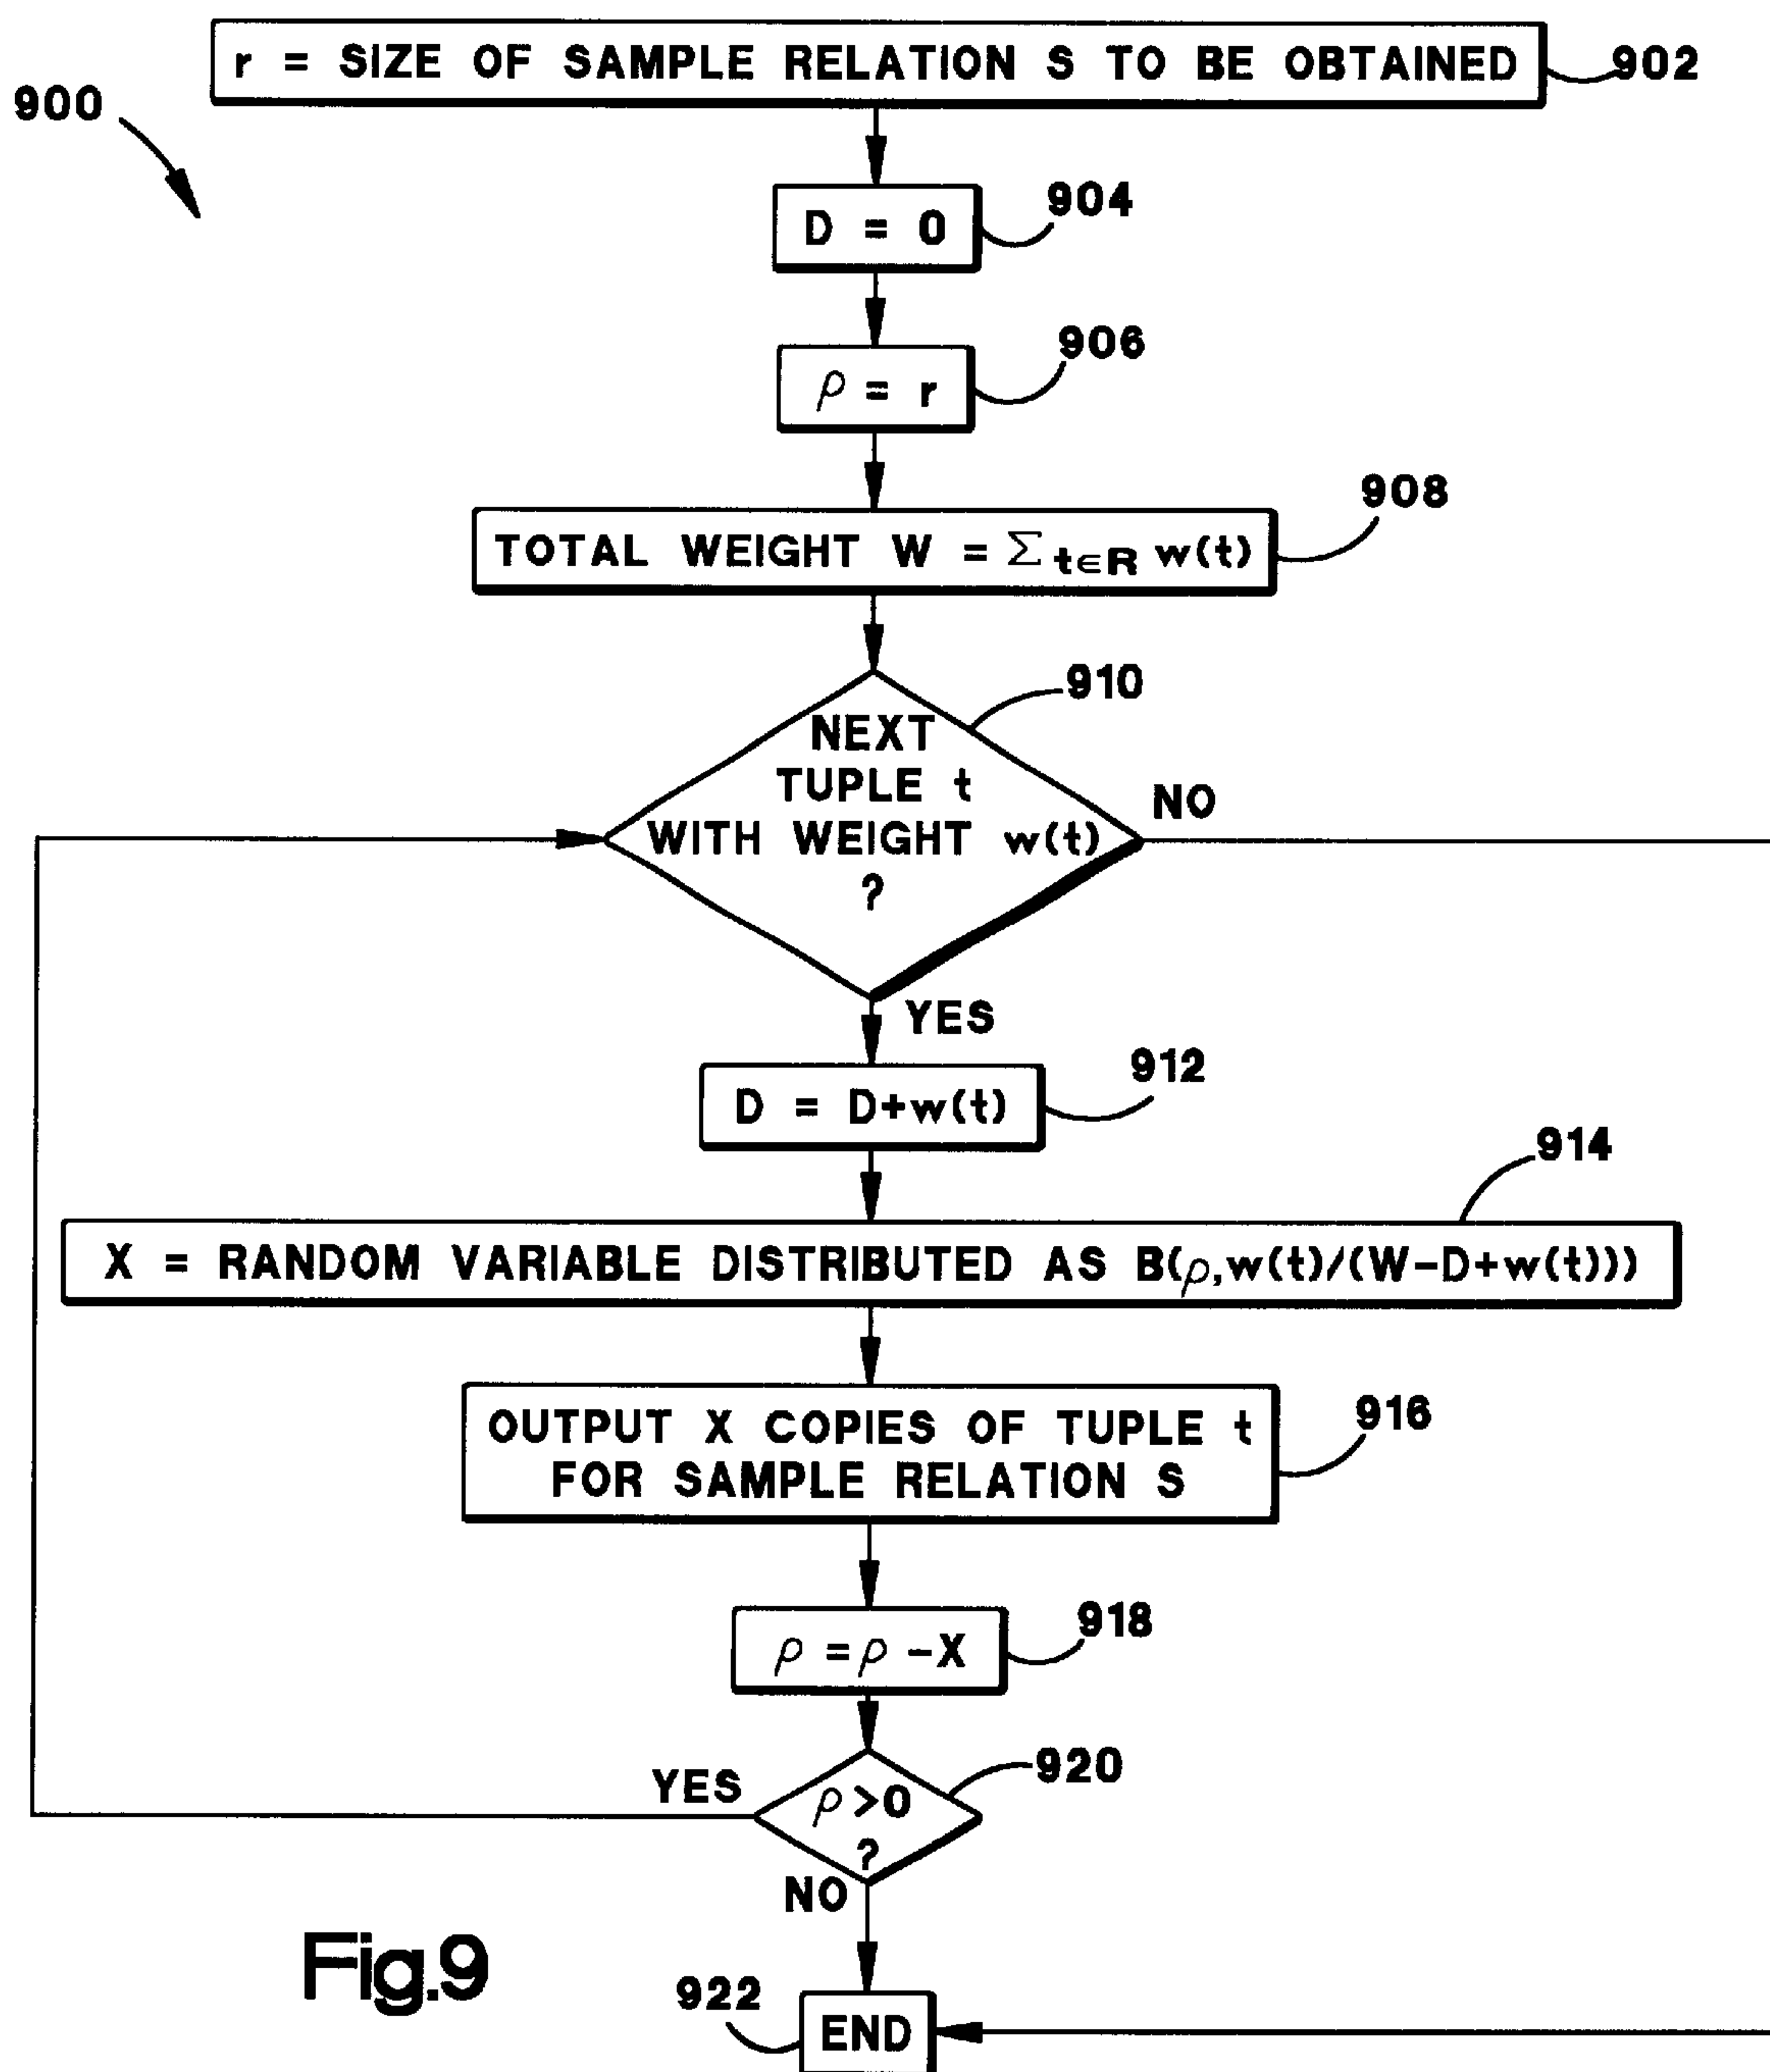 r = SIZE OF SAMPLE RELATION S TO BE OBTAINED
902
900
904
D = 0
906
ρ = r
908
TOTAL WEIGHT W = Σ t∈R w(t)
910
NEXT
TUPLE t
WITH WEIGHT w(t)
?
NO
YES
912
D = D+w(t)
914
X = RANDOM VARIABLE DISTRIBUTED AS B(ρ,w(t)/(W-D+w(t)))
OUTPUT X COPIES OF TUPLE t
FOR SAMPLE RELATION S
916
918
ρ = ρ -X
920
YES
ρ>0
?
NO
Fig.9
922
END